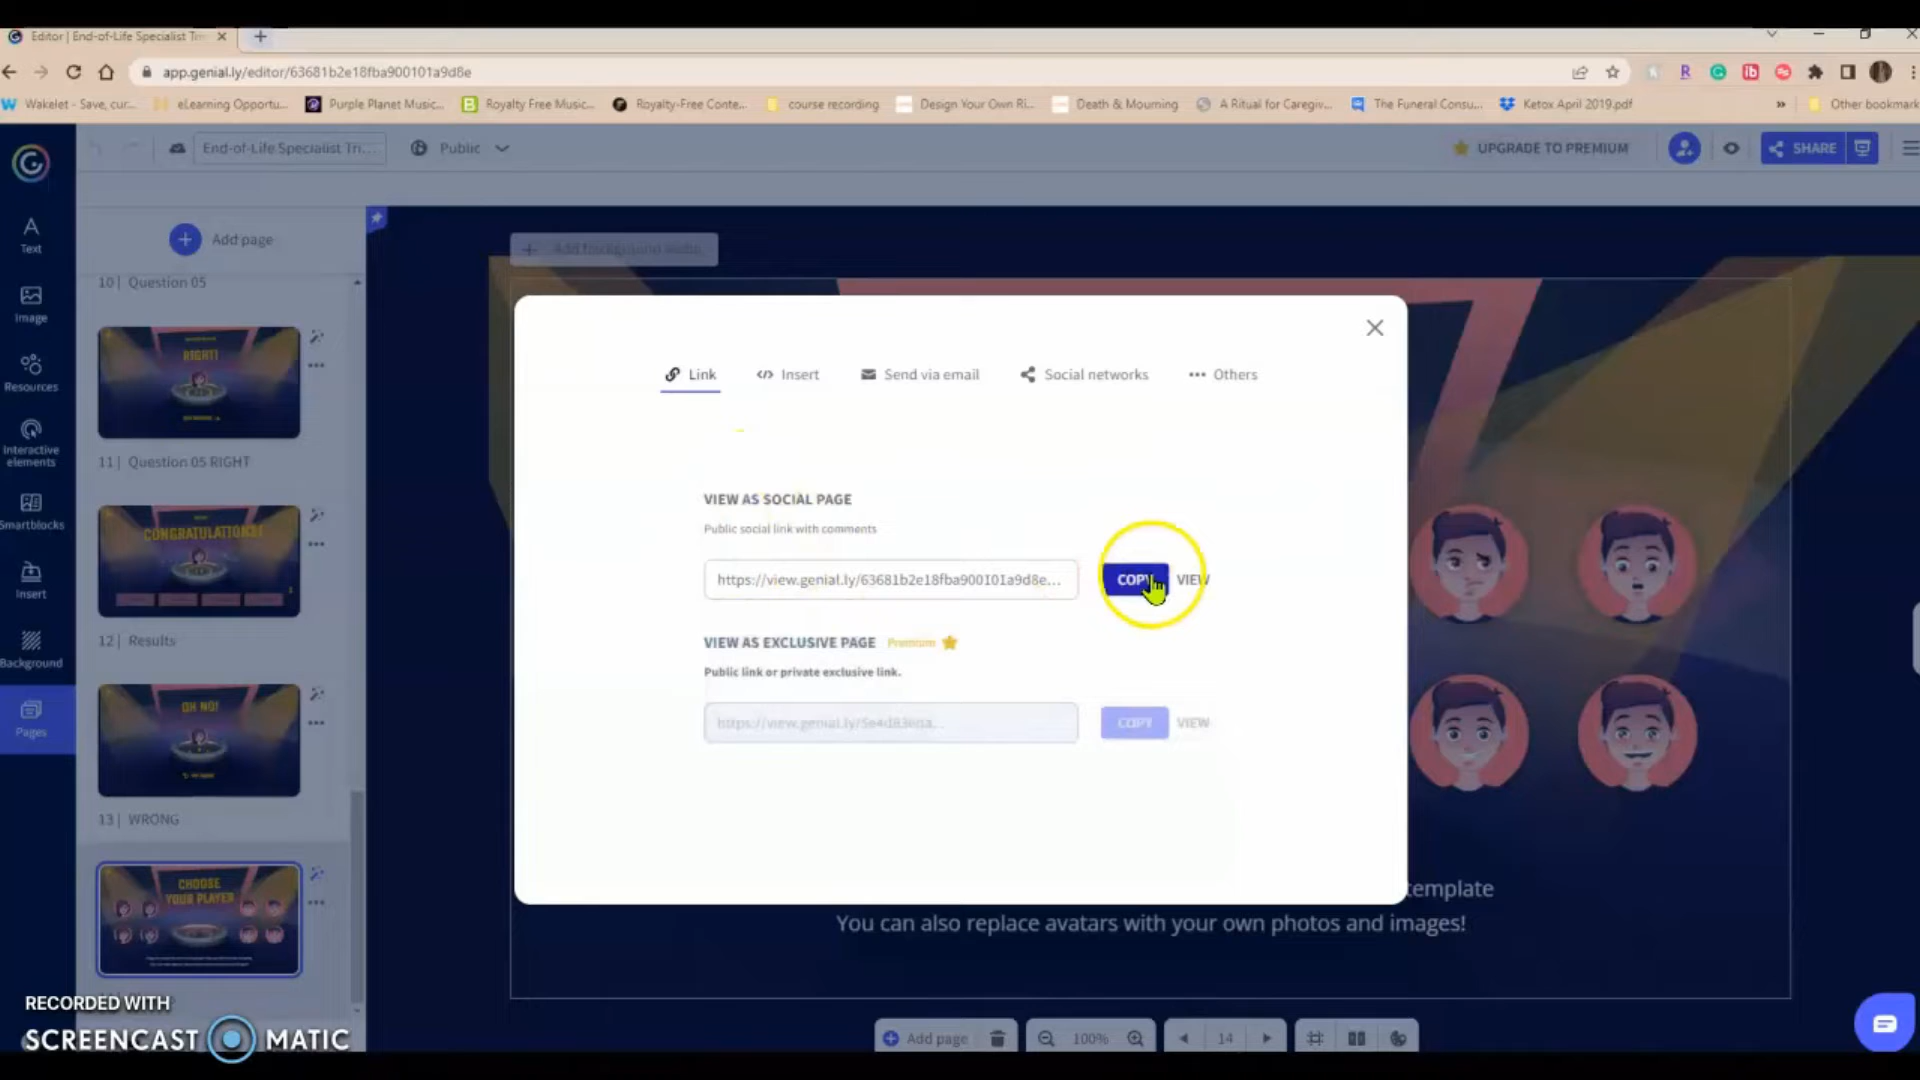 Editor | End-of-Life Specialist Tri
app.genial.ly/editor/63681b2e18fba900101a9d8e
Wakelet - Save, cur...
eLearning Opportu...
Purple Planet Music...
Royalty Free Music...
Royalty-Free Conte...
course recording
Design Your Own Ri...
Death & Mourning
A Ritual for Caregiv...
The Funeral Consu...
Ketox April 2019.pdf
»
Other bookmark
End-of-Life Specialist Tri...
Public
UPGRADE TO PREMIUM
SHARE
Text
Image
Resources
Interactive
elements
Smartblocks
Insert
Background
Pages
Add page
10 | Question 05
RIGHT!
11 | Question 05 RIGHT
CONGRATULATIONS!
12 | Results
OH NO!
13 | WRONG
CHOOSE
YOUR PLAYER
Link
Insert
Send via email
Social networks
Others
VIEW AS SOCIAL PAGE
Public social link with comments
https://view.genial.ly/63681b2e18fba900101a9d8e...
COPY
VIEW
VIEW AS EXCLUSIVE PAGE Premium
Public link or private exclusive link.
COPY
VIEW
template
You can also replace avatars with your own photos and images!
Add page
100%
14
RECORDED WITH
SCREENCAST MATIC